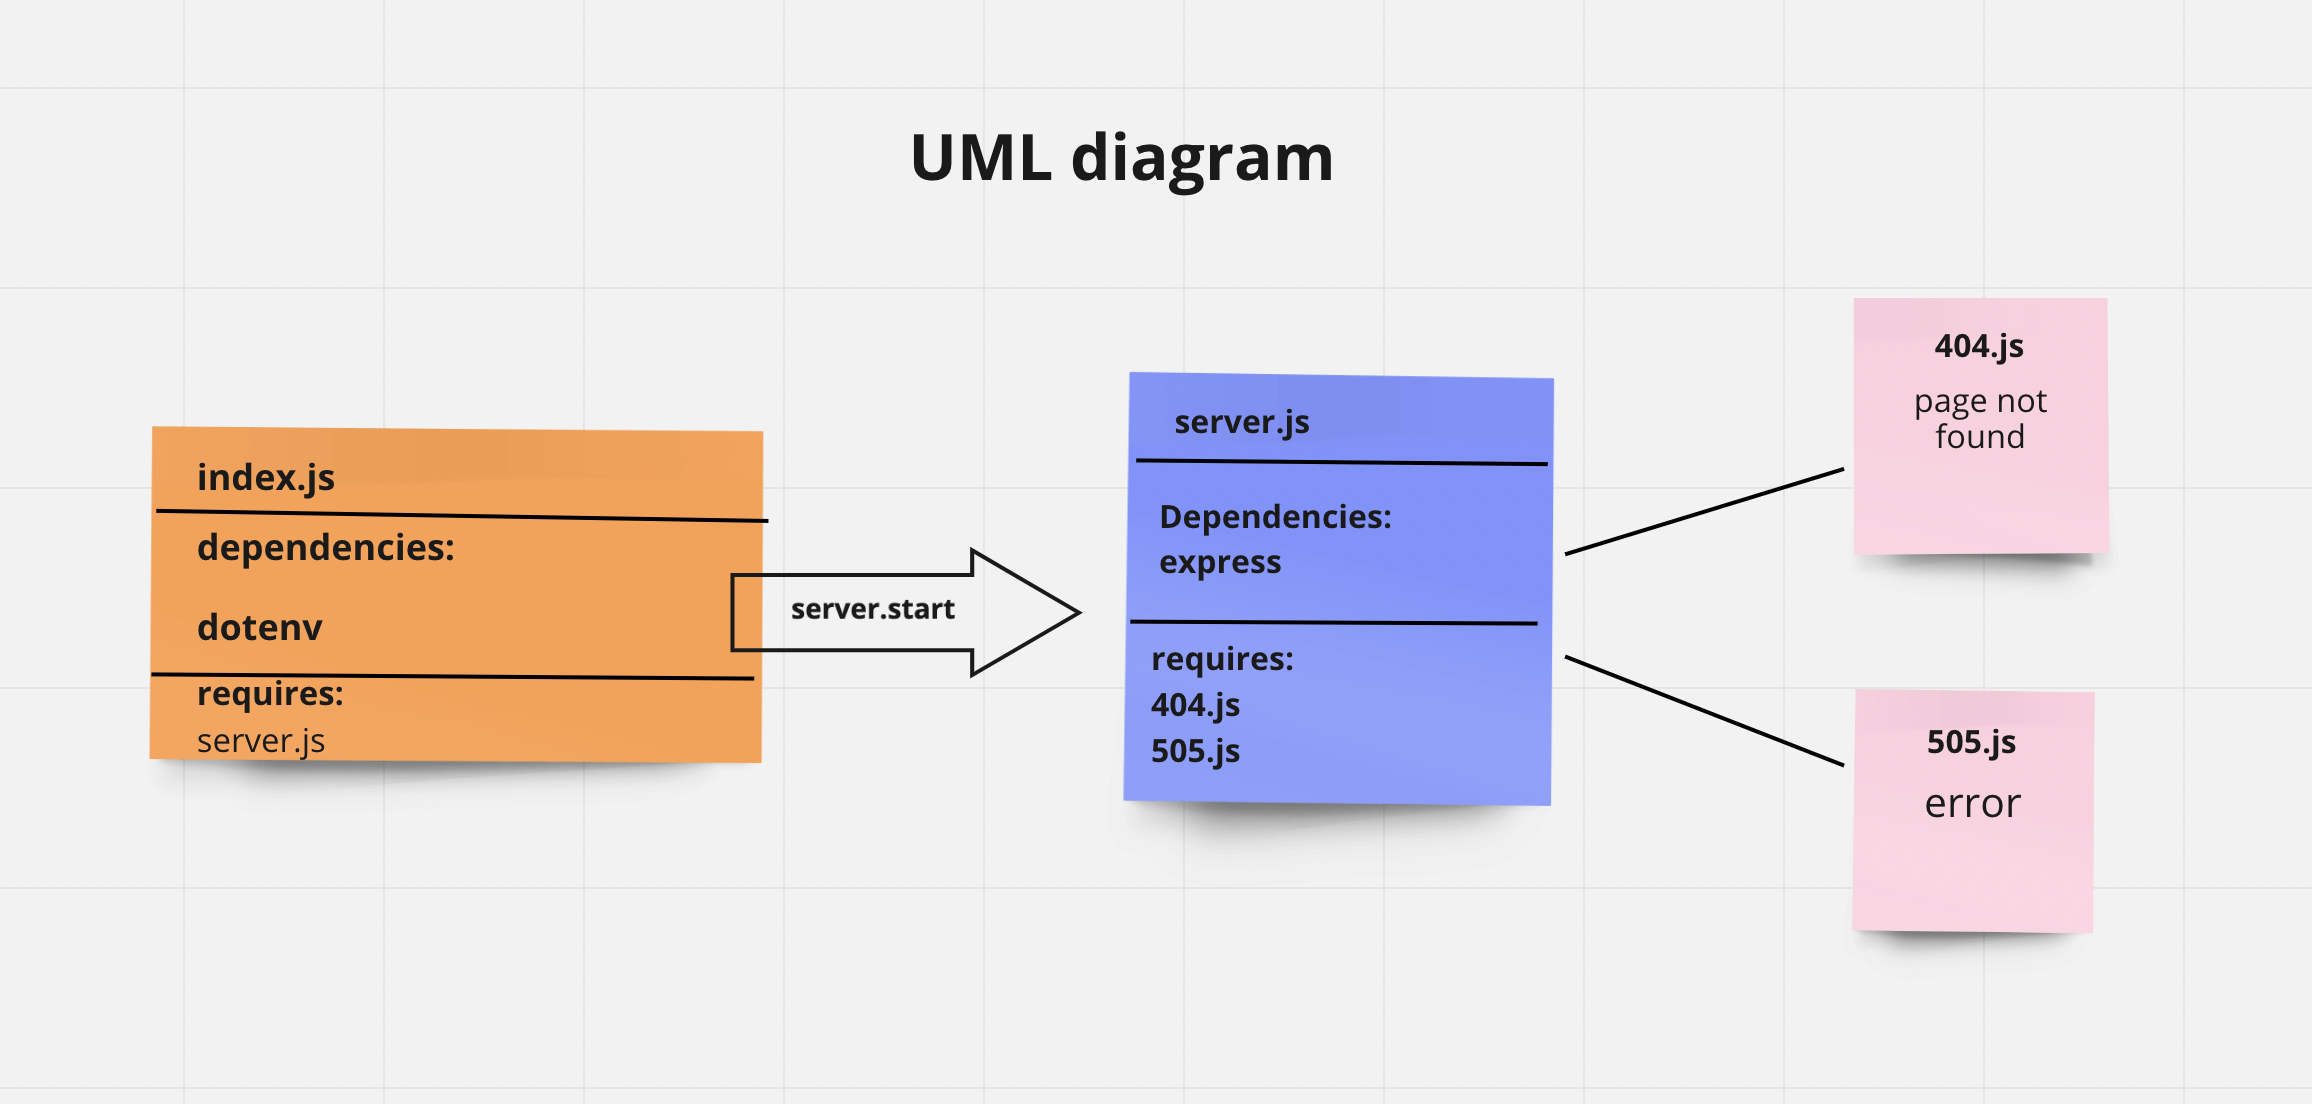 UML diagram
index.js
dependencies:
dotenv
requires:
server.js
server.start
server.js
Dependencies:
express
requires:
404.js
505.js
404.js
page not
found
505.js
error